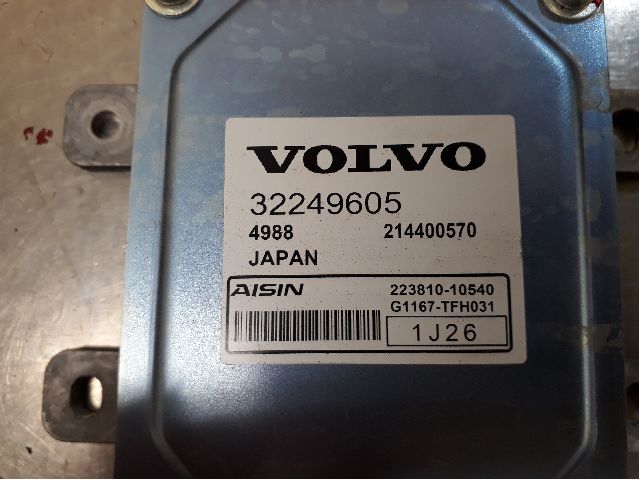 VOLVO
32249605
4988 214400570
JAPAN
AISIN 223810-10540
G1167-TFH031
1J26